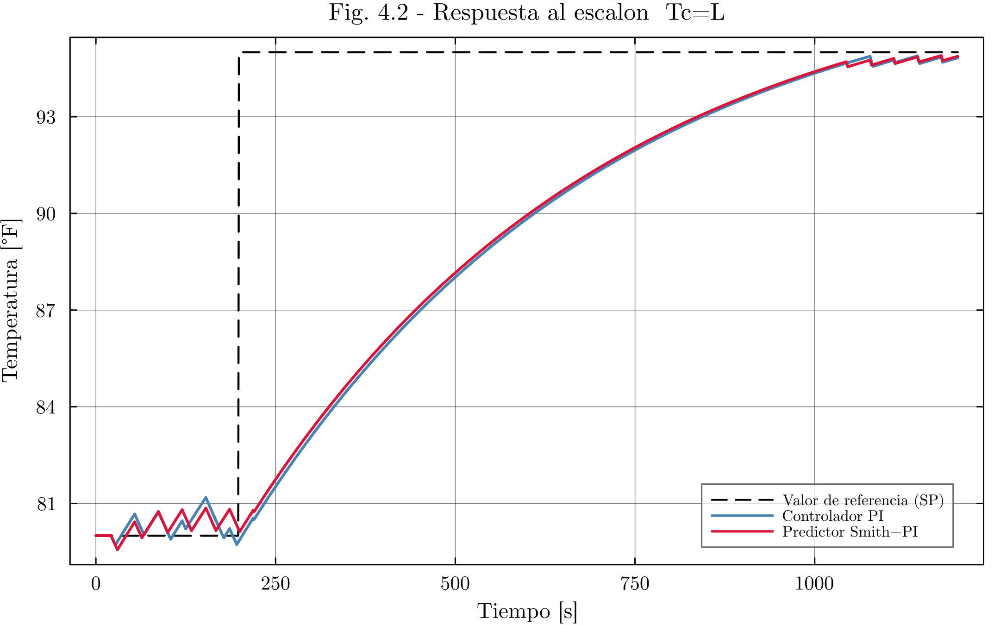 Fig. 4.2 - Respuesta al escalon  Tc=L
Temperatura [°F]
93
90
87
84
81
Valor de referencia (SP)
Controlador PI
Predictor Smith+PI
0 250 500 750 1000
Tiempo [s]